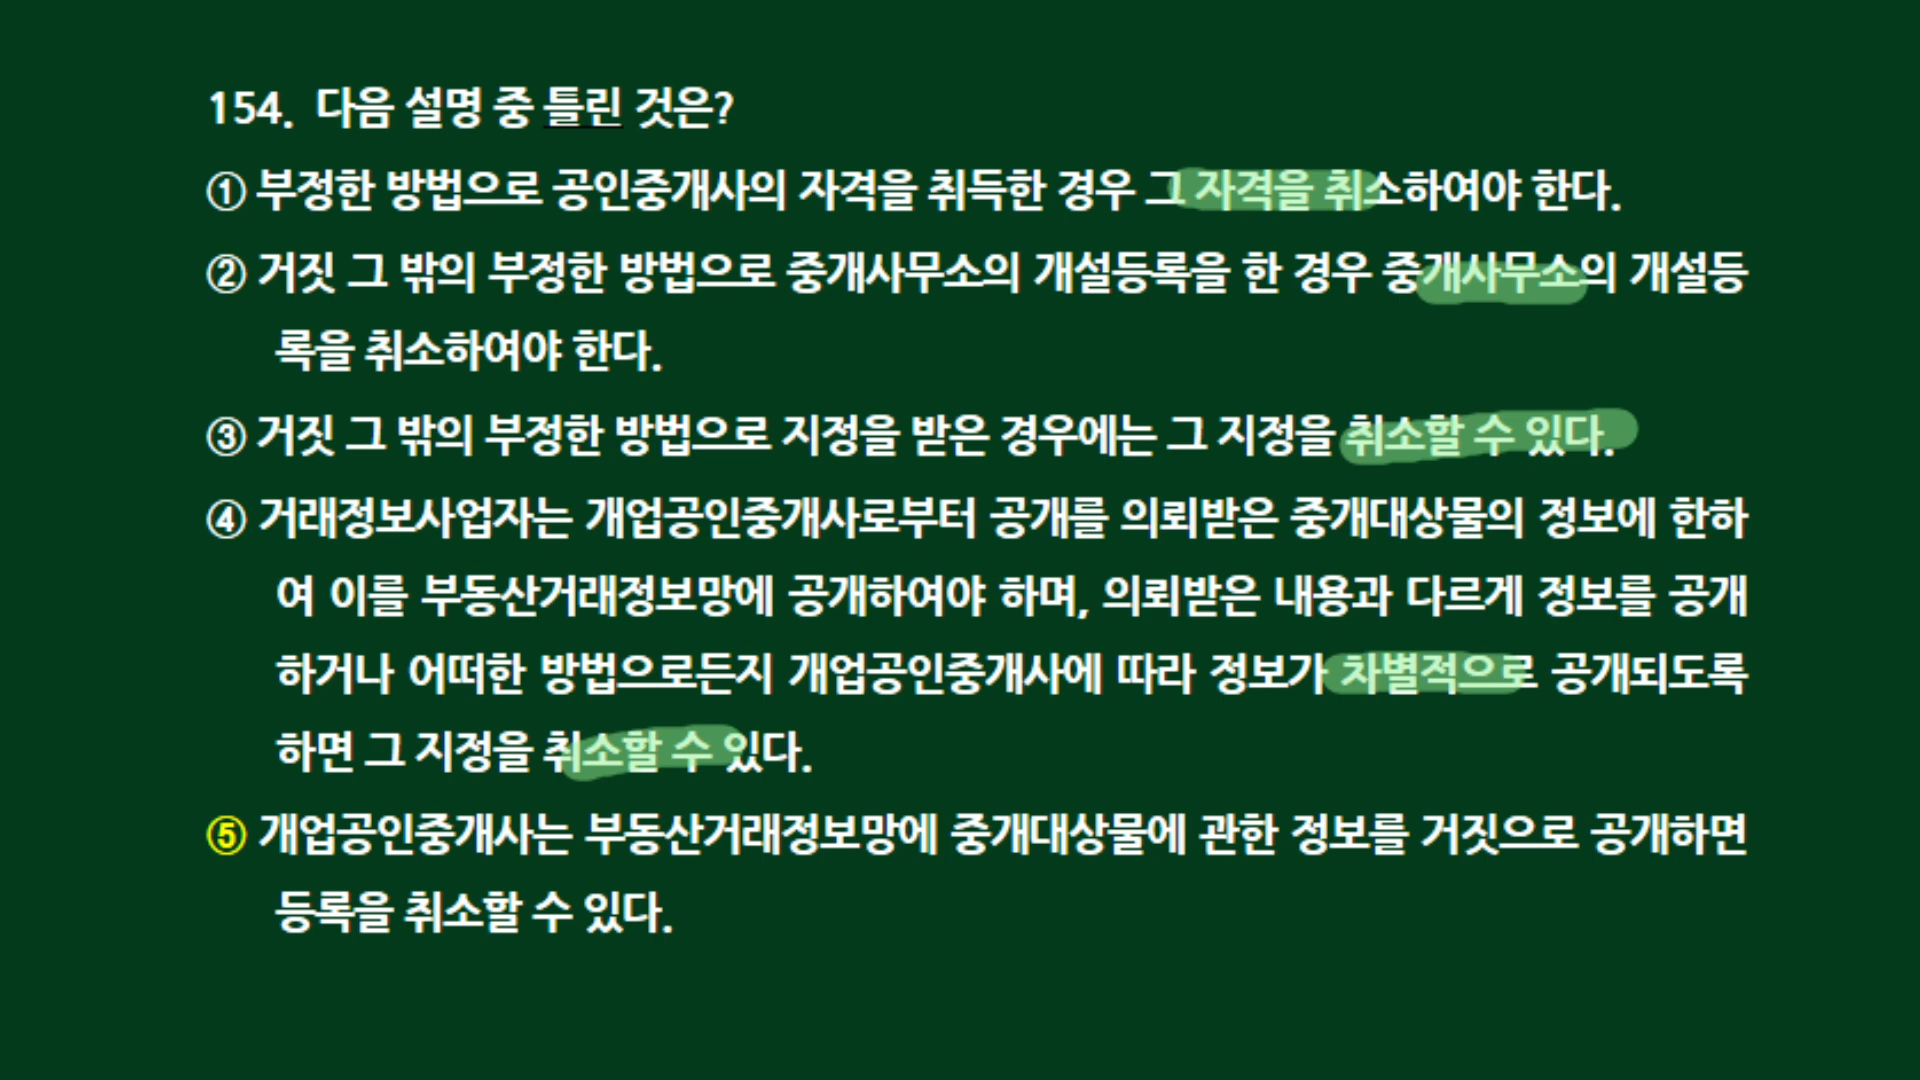 154. 다음 설명 중 틀린 것은?
① 부정한 방법으로 공인중개사의 자격을 취득한 경우 그 자격을 취소하여야 한다.
② 거짓 그 밖의 부정한 방법으로 중개사무소의 개설등록을 한 경우 중개사무소의 개설등
록을 취소하여야 한다.
③ 거짓 그 밖의 부정한 방법으로 지정을 받은 경우에는 그 지정을 취소할 수 있다.
④ 거래정보사업자는 개업공인중개사로부터 공개를 의뢰받은 중개대상물의 정보에 한하
여 이를 부동산거래정보망에 공개하여야 하며, 의뢰받은 내용과 다르게 정보를 공개
하거나 어떠한 방법으로든지 개업공인중개사에 따라 정보가 차별적으로 공개되도록
하면 그 지정을 취소할 수 있다.
⑤ 개업공인중개사는 부동산거래정보망에 중개대상물에 관한 정보를 거짓으로 공개하면
등록을 취소할 수 있다.